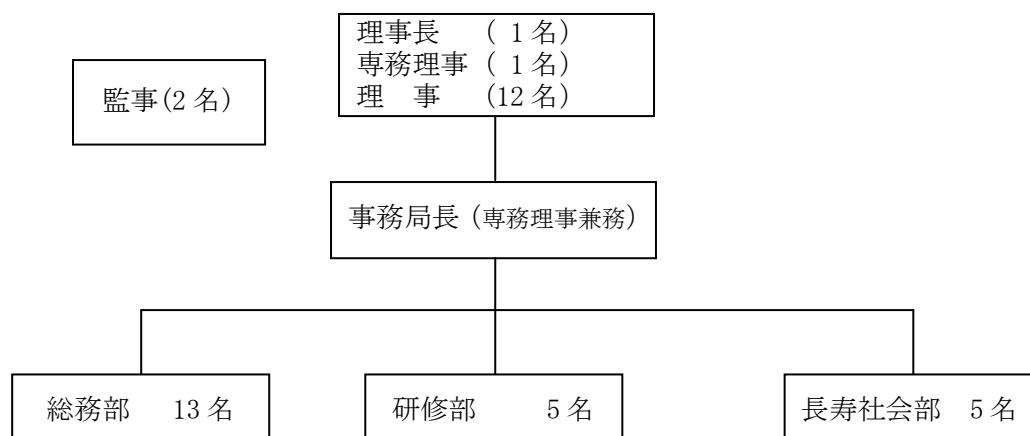 理事長　（ 1名）
専務理事（ 1名）
理　事　（12名）
監事(2名)
事務局長（専務理事兼務）
総務部　13名
研修部　5名
長寿社会部　5名